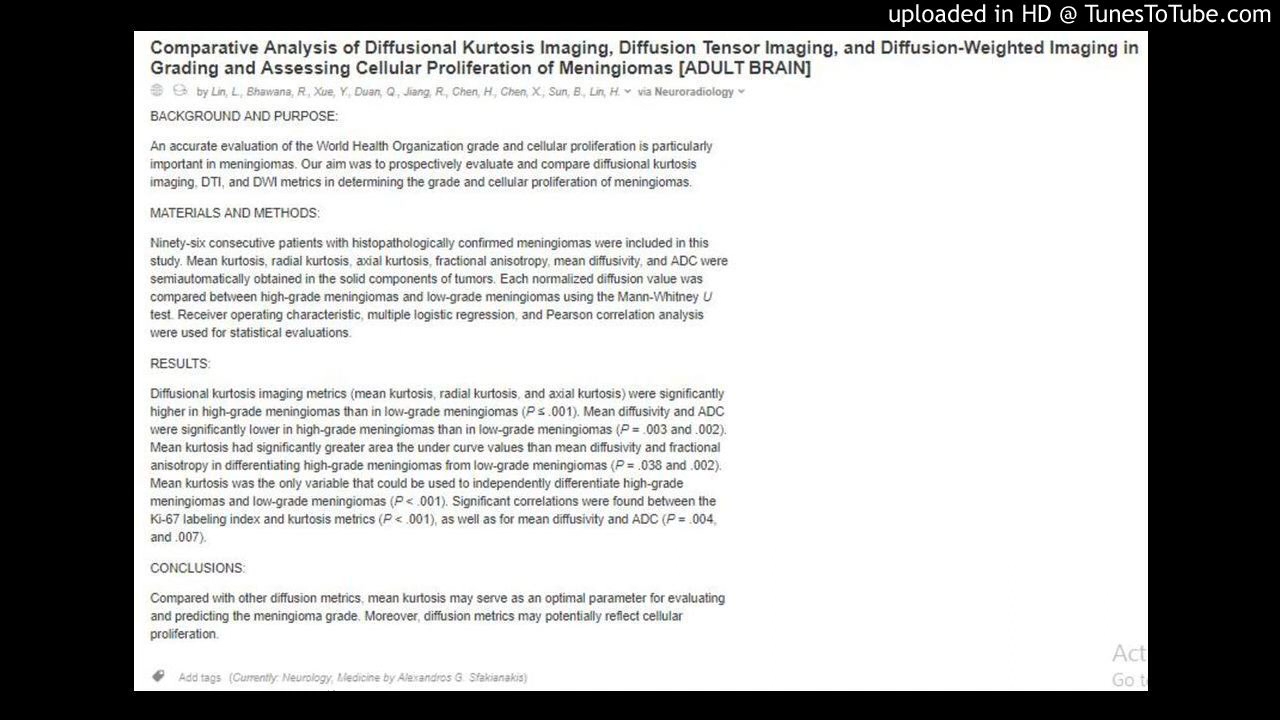 uploaded in HD @ TunesToTube.com
Comparative Analysis of Diffusional Kurtosis Imaging, Diffusion Tensor Imaging, and Diffusion-Weighted Imaging in
Grading and Assessing Cellular Proliferation of Meningiomas [ADULT BRAIN]
by Lin, L., Bhawana, R., Xue, Y., Duan, Q., Jiang, R., Chen, H., Chen, X., Sun, B., Lin, H. via Neuroradiology
BACKGROUND AND PURPOSE:
An accurate evaluation of the World Health Organization grade and cellular proliferation is particularly
important in meningiomas. Our aim was to prospectively evaluate and compare diffusional kurtosis
imaging, DTI, and DWI metrics in determining the grade and cellular proliferation of meningiomas.
MATERIALS AND METHODS:
Ninety-six consecutive patients with histopathologically confirmed meningiomas were included in this
study. Mean kurtosis, radial kurtosis, axial kurtosis, fractional anisotropy, mean diffusivity, and ADC were
semiautomatically obtained in the solid components of tumors. Each normalized diffusion value was
compared between high-grade meningiomas and low-grade meningiomas using the Mann-Whitney U
test. Receiver operating characteristic, multiple logistic regression, and Pearson correlation analysis
were used for statistical evaluations.
RESULTS:
Diffusional kurtosis imaging metrics (mean kurtosis, radial kurtosis, and axial kurtosis) were significantly
higher in high-grade meningiomas than in low-grade meningiomas (P ≤ .001). Mean diffusivity and ADC
were significantly lower in high-grade meningiomas than in low-grade meningiomas (P = .003 and .002).
Mean kurtosis had significantly greater area the under curve values than mean diffusivity and fractional
anisotropy in differentiating high-grade meningiomas from low-grade meningiomas (P = .038 and .002).
Mean kurtosis was the only variable that could be used to independently differentiate high-grade
meningiomas and low-grade meningiomas (P < .001). Significant correlations were found between the
Ki-67 labeling index and kurtosis metrics (P < .001), as well as for mean diffusivity and ADC (P = .004,
and .007).
CONCLUSIONS:
Compared with other diffusion metrics, mean kurtosis may serve as an optimal parameter for evaluating
and predicting the meningioma grade. Moreover, diffusion metrics may potentially reflect cellular
proliferation.
Act
Go t
Add tags (Currently: Neurology, Medicine by Alexandros G. Sfakianakis)